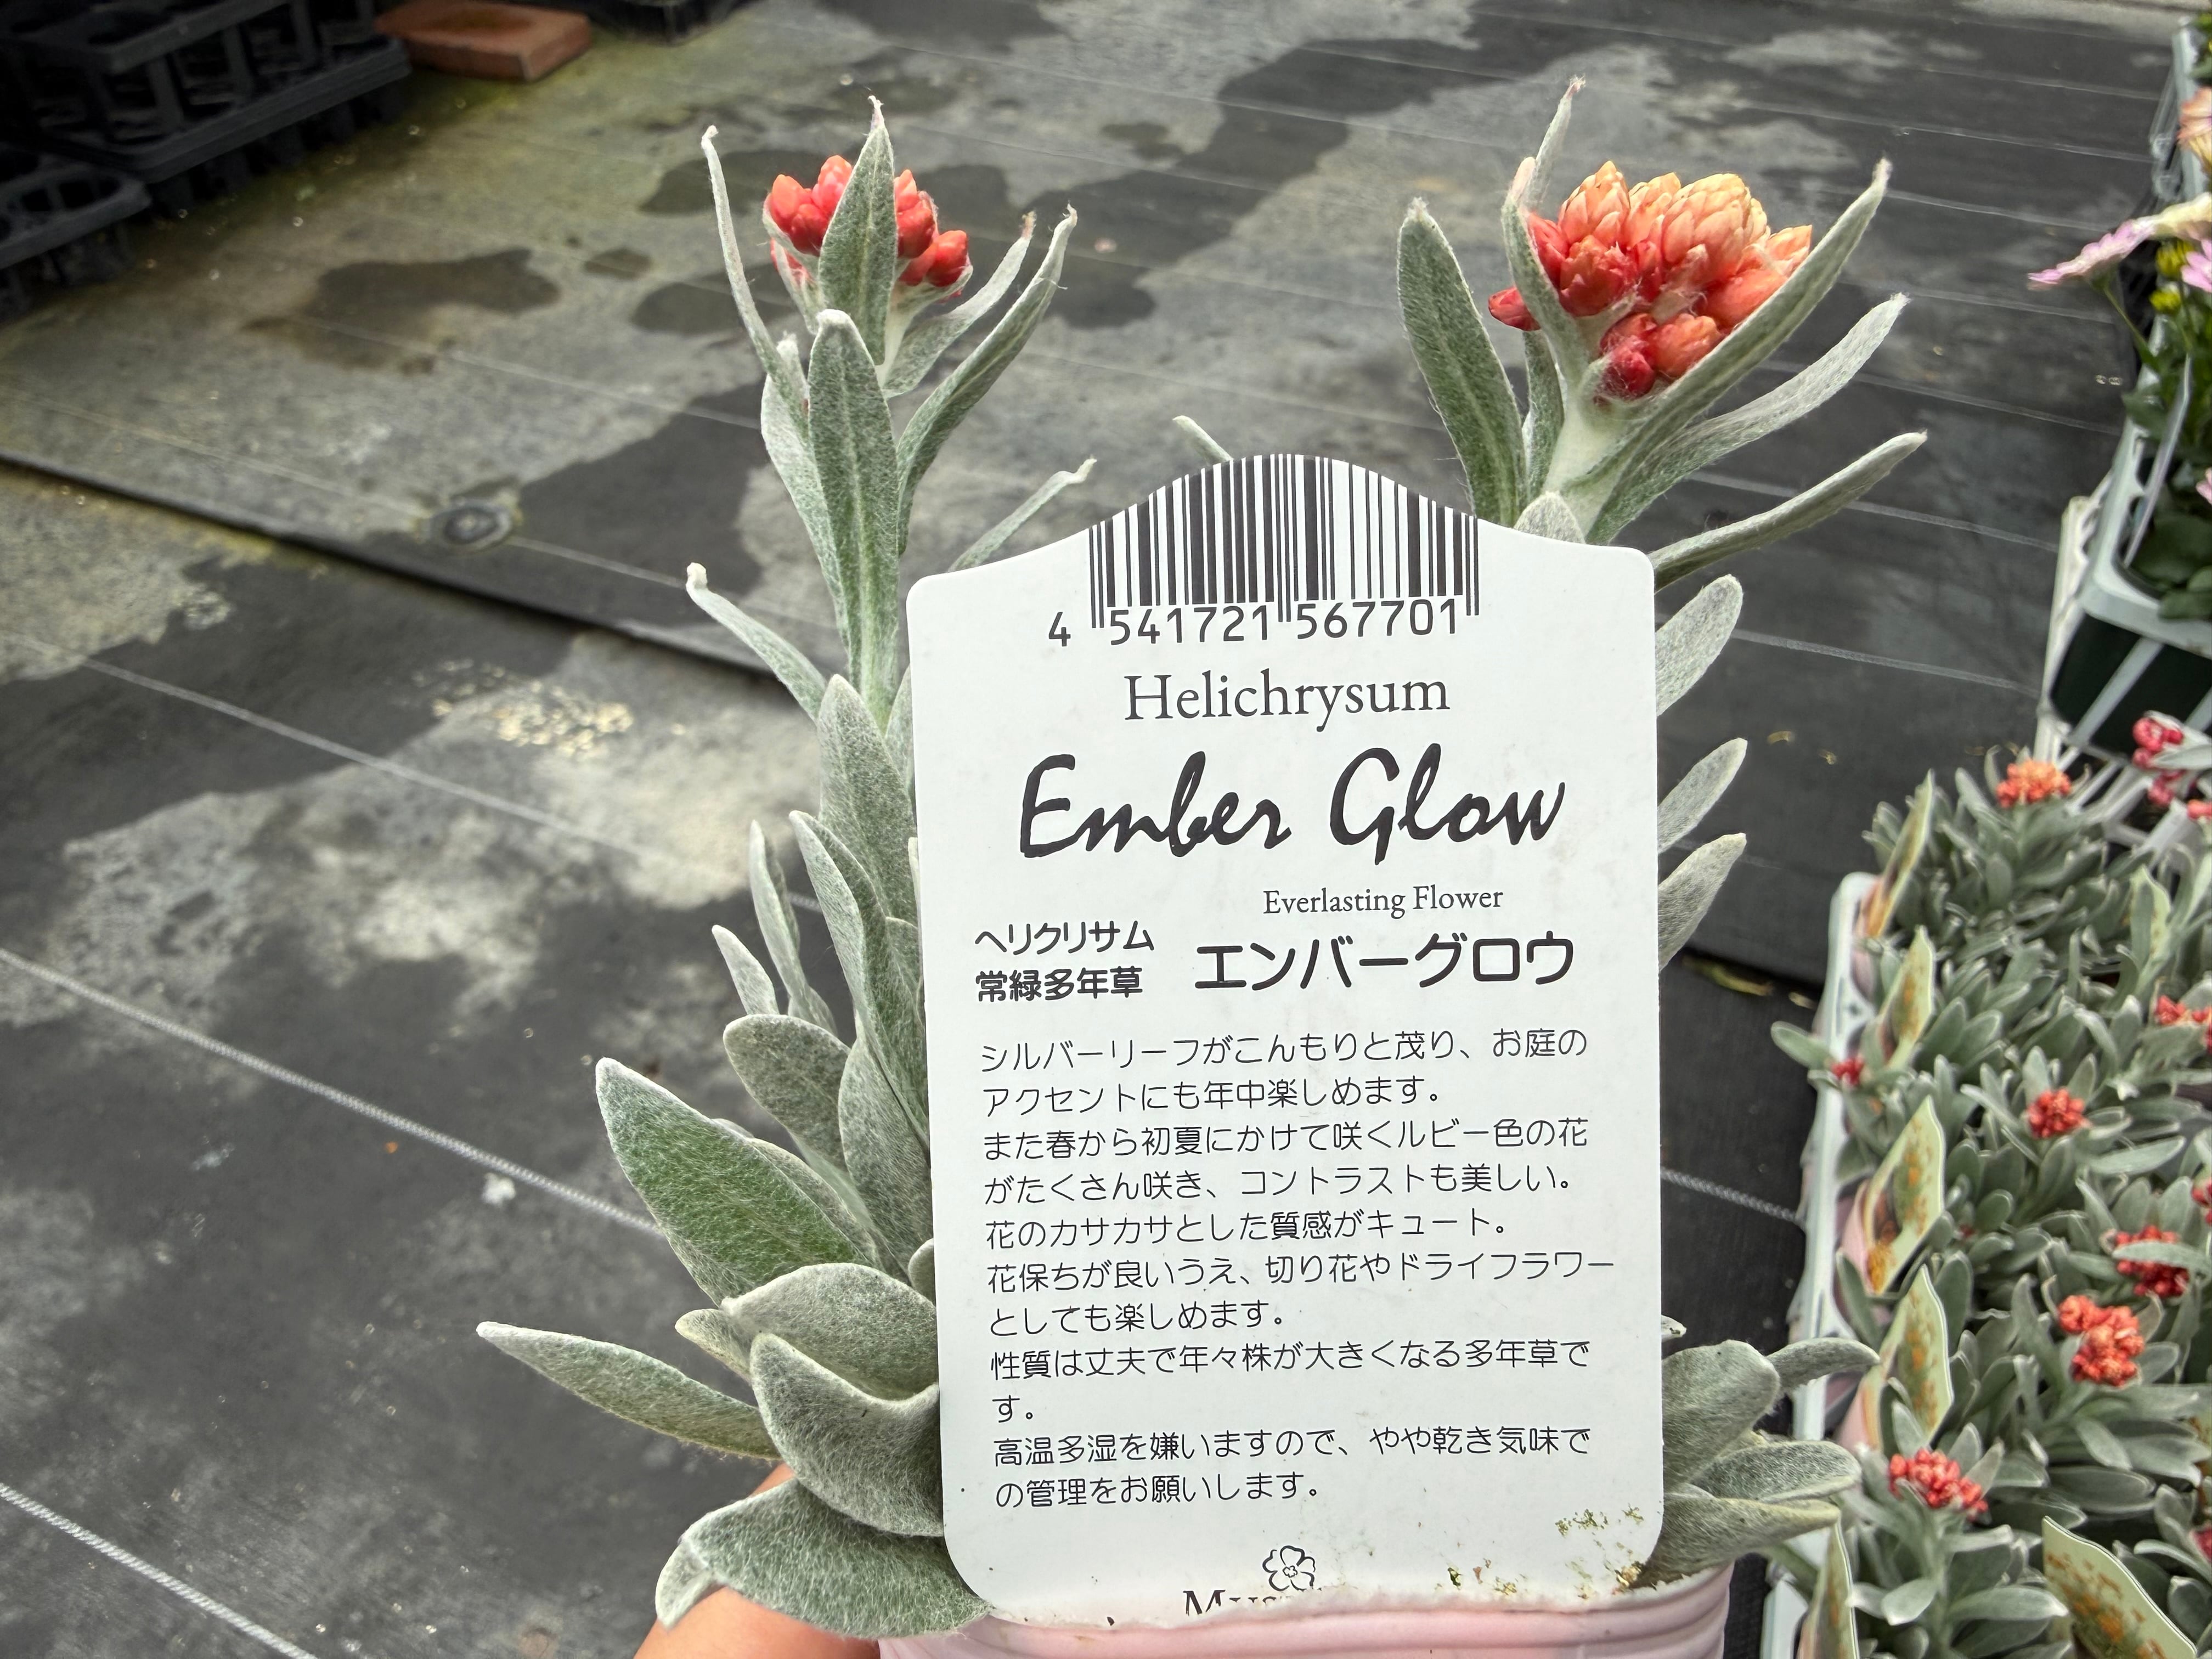 4 541721 567701
Helichrysum
Ember Glow
Everlasting Flower
ヘリクリサム
常緑多年草
エンバーグロウ
シルバーリーフがこんもりと茂り、お庭の
アクセントにも年中楽しめます。
また春から初夏にかけて咲くルビー色の花
がたくさん咲き、コントラストも美しい。
花のカサカサとした質感がキュート。
花保ちが良いうえ、切り花やドライフラワー
としても楽しめます。
性質は丈夫で年々株が大きくなる多年草で
す。
高温多湿を嫌いますので、やや乾き気味で
の管理をお願いします。